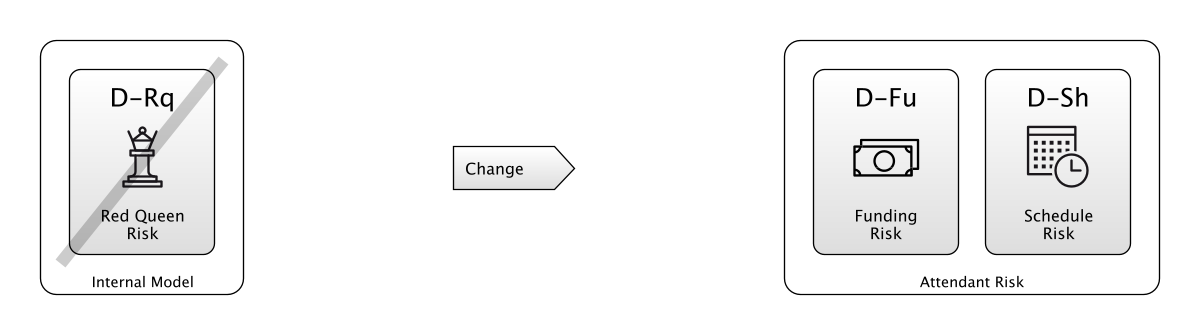 D-Rq
Red Queen
Risk
Internal Model
Change
D-Fu
Funding
Risk
D-Sh
Schedule
Risk
Attendant Risk